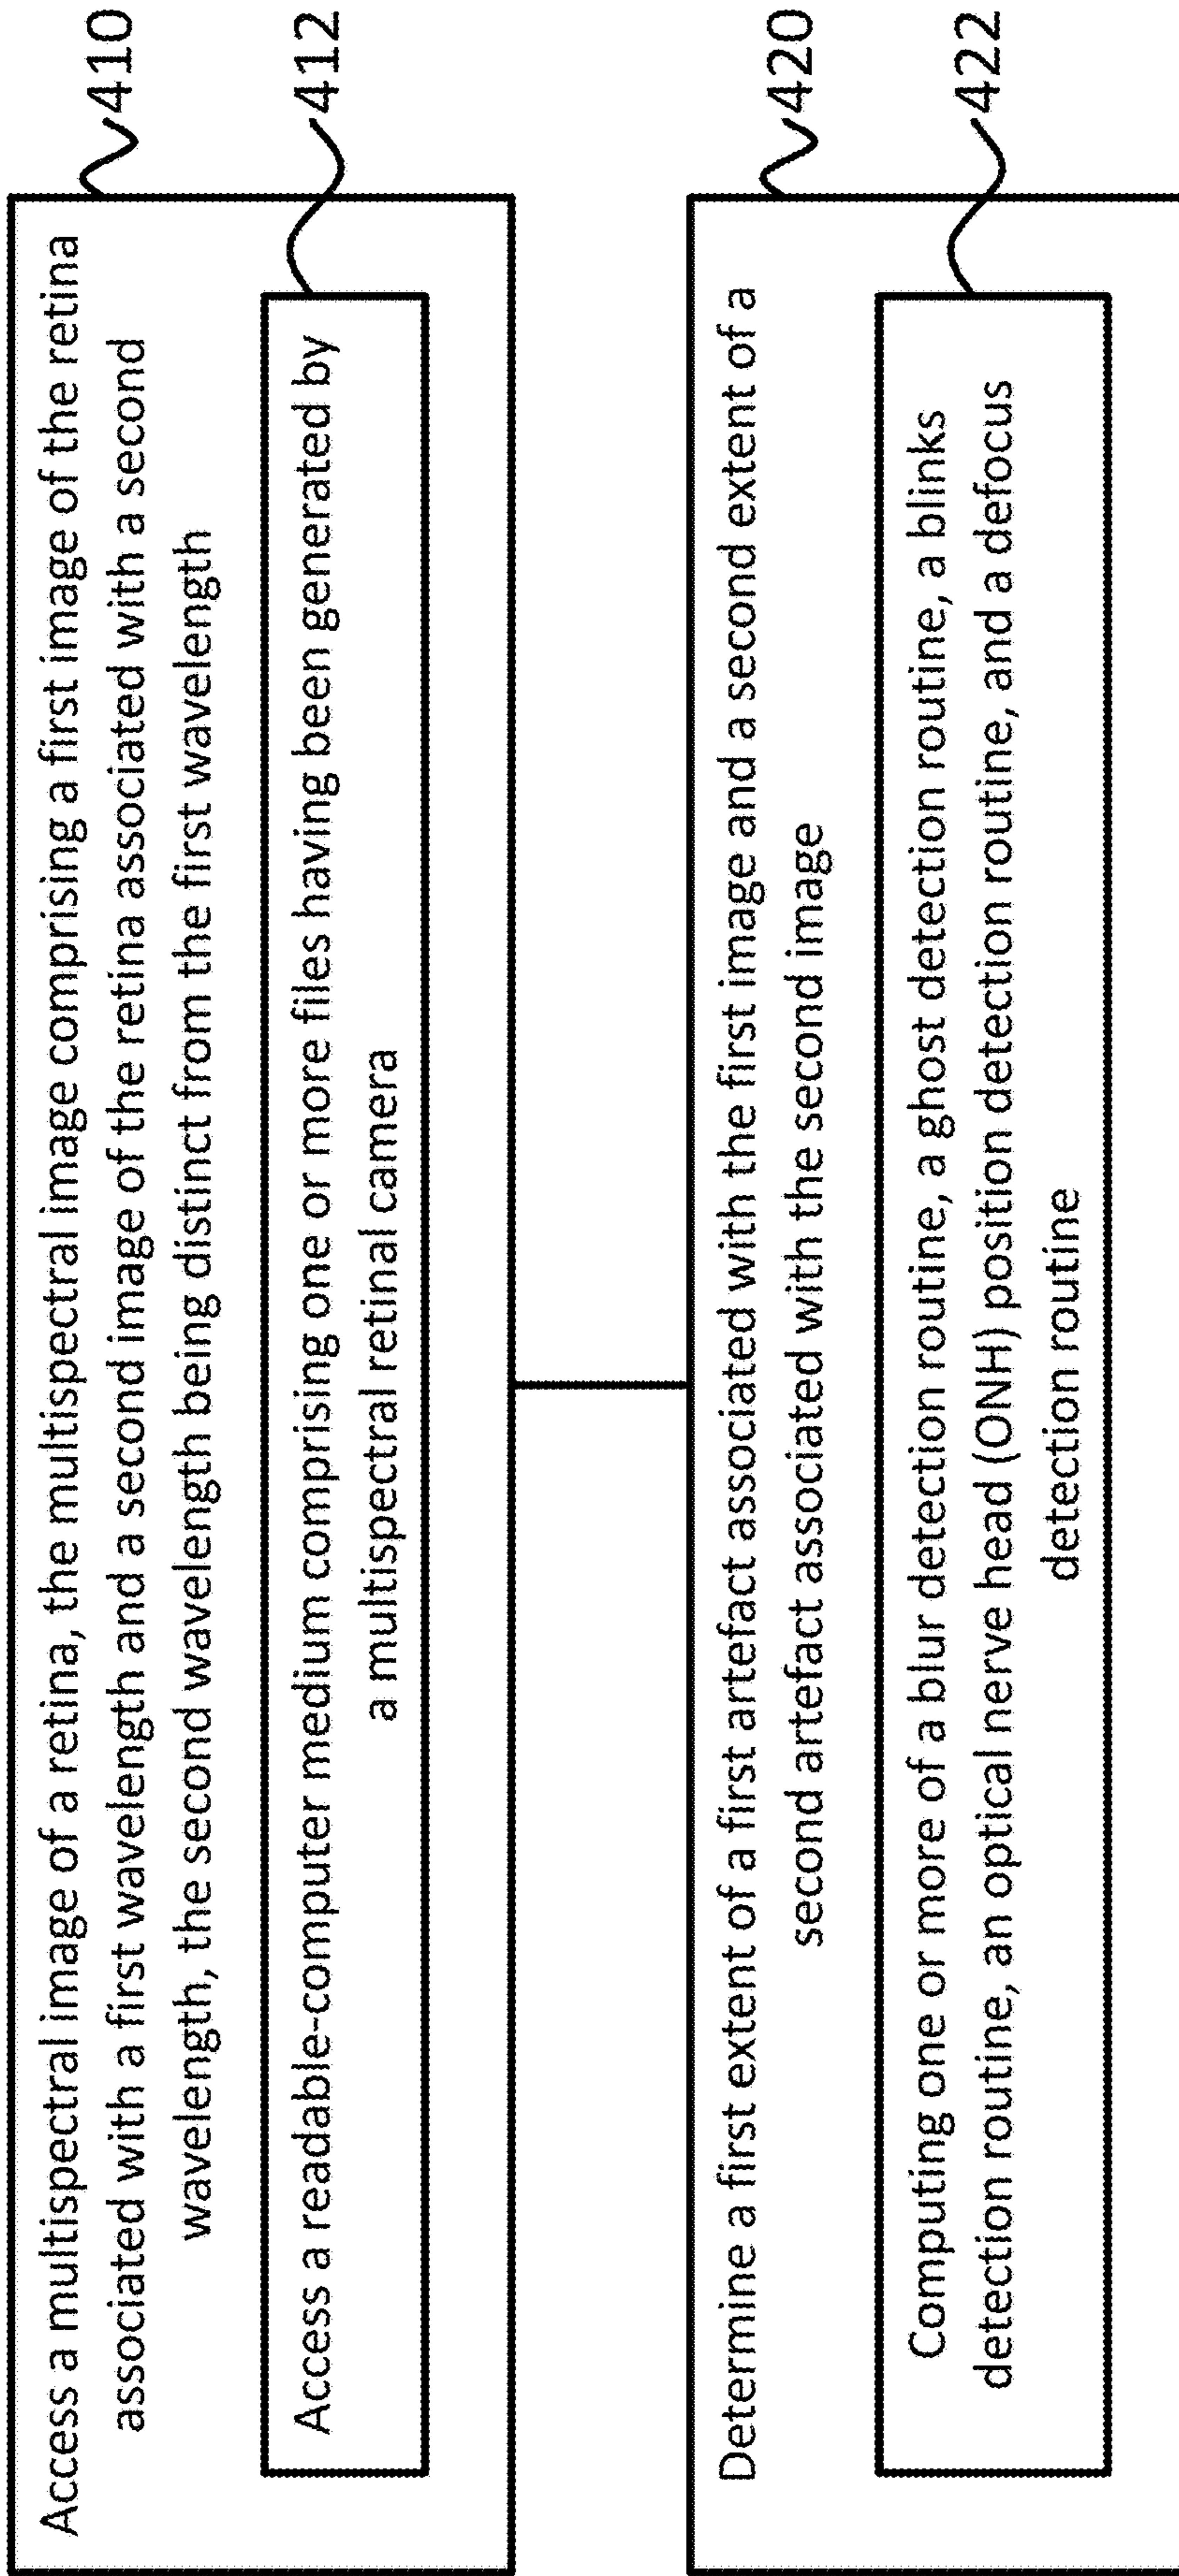 Access a multispectral image of a retina, the multispectral image comprising a first image of the retina
associated with a first wavelength and a second image of the retina associated with a second
wavelength, the second wavelength being distinct from the first wavelength
410
Access a readable-computer medium comprising one or more files having been generated by
a multispectral retinal camera
412
Determine a first extent of a first artefact associated with the first image and a second extent of a
second artefact associated with the second image
420
Computing one or more of a blur detection routine, a ghost detection routine, a blinks
detection routine, an optical nerve head (ONH) position detection routine, and a defocus
detection routine
422